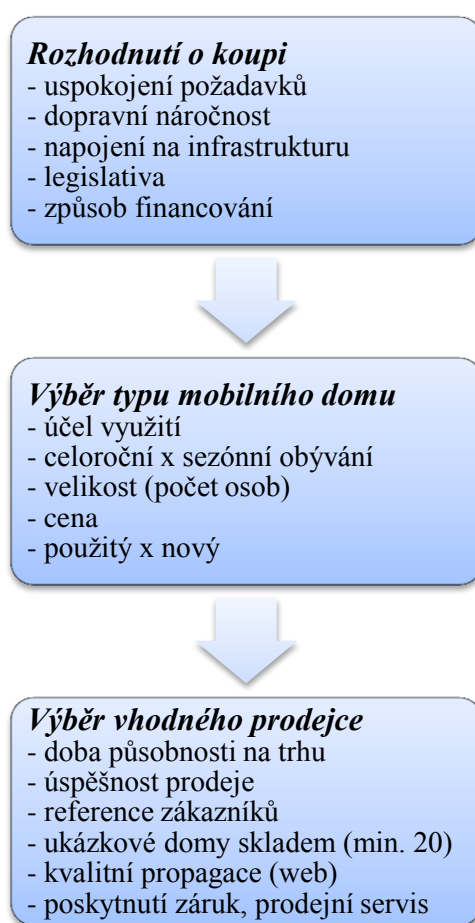 Rozhodnutí o koupi
- uspokojení požadavků
- dopravní náročnost
- napojení na infrastrukturu
- legislativa
- způsob financování
Výběr typu mobilního domu
- účel využití
- celoroční x sezónní obývání
- velikost (počet osob)
- cena
- použitý x nový
Výběr vhodného prodejce
- doba působnosti na trhu
- úspěšnost prodeje
- reference zákazníků
- ukázkové domy skladem (min. 20)
- kvalitní propagace (web)
- poskytnutí záruk, prodejní servis